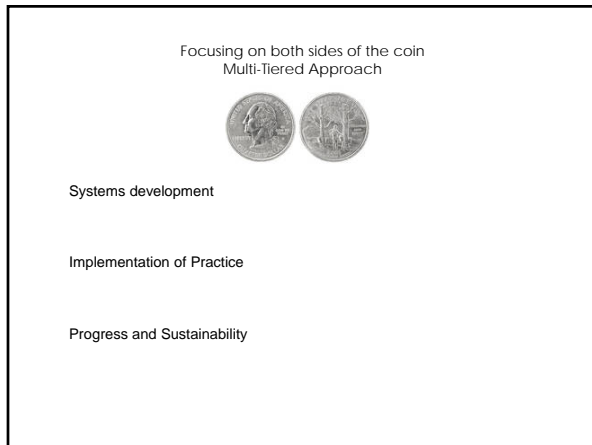 Focusing on both sides of the coin
Multi-Tiered Approach
Systems development
Implementation of Practice
Progress and Sustainability